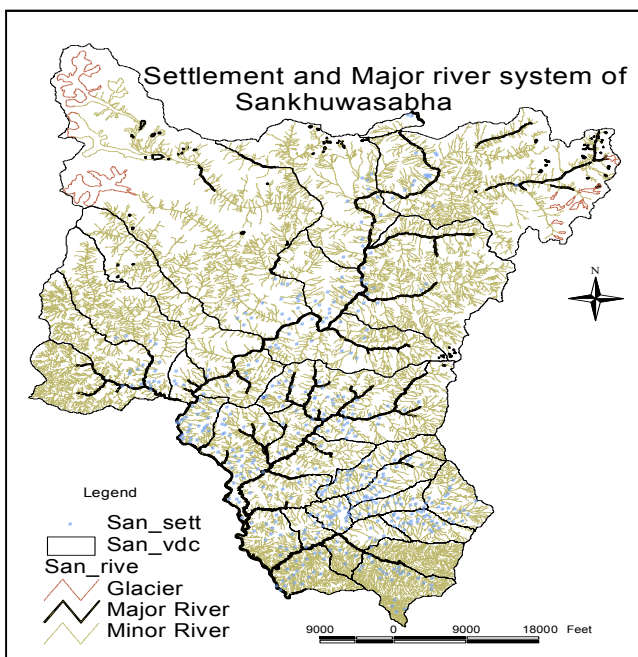 Settlement and Major river system of
Sankhuwasabha
N
Legend
San_sett
San_vdc
San_rive
Glacier
Major River
Minor River
9000 0 9000 18000 Feet